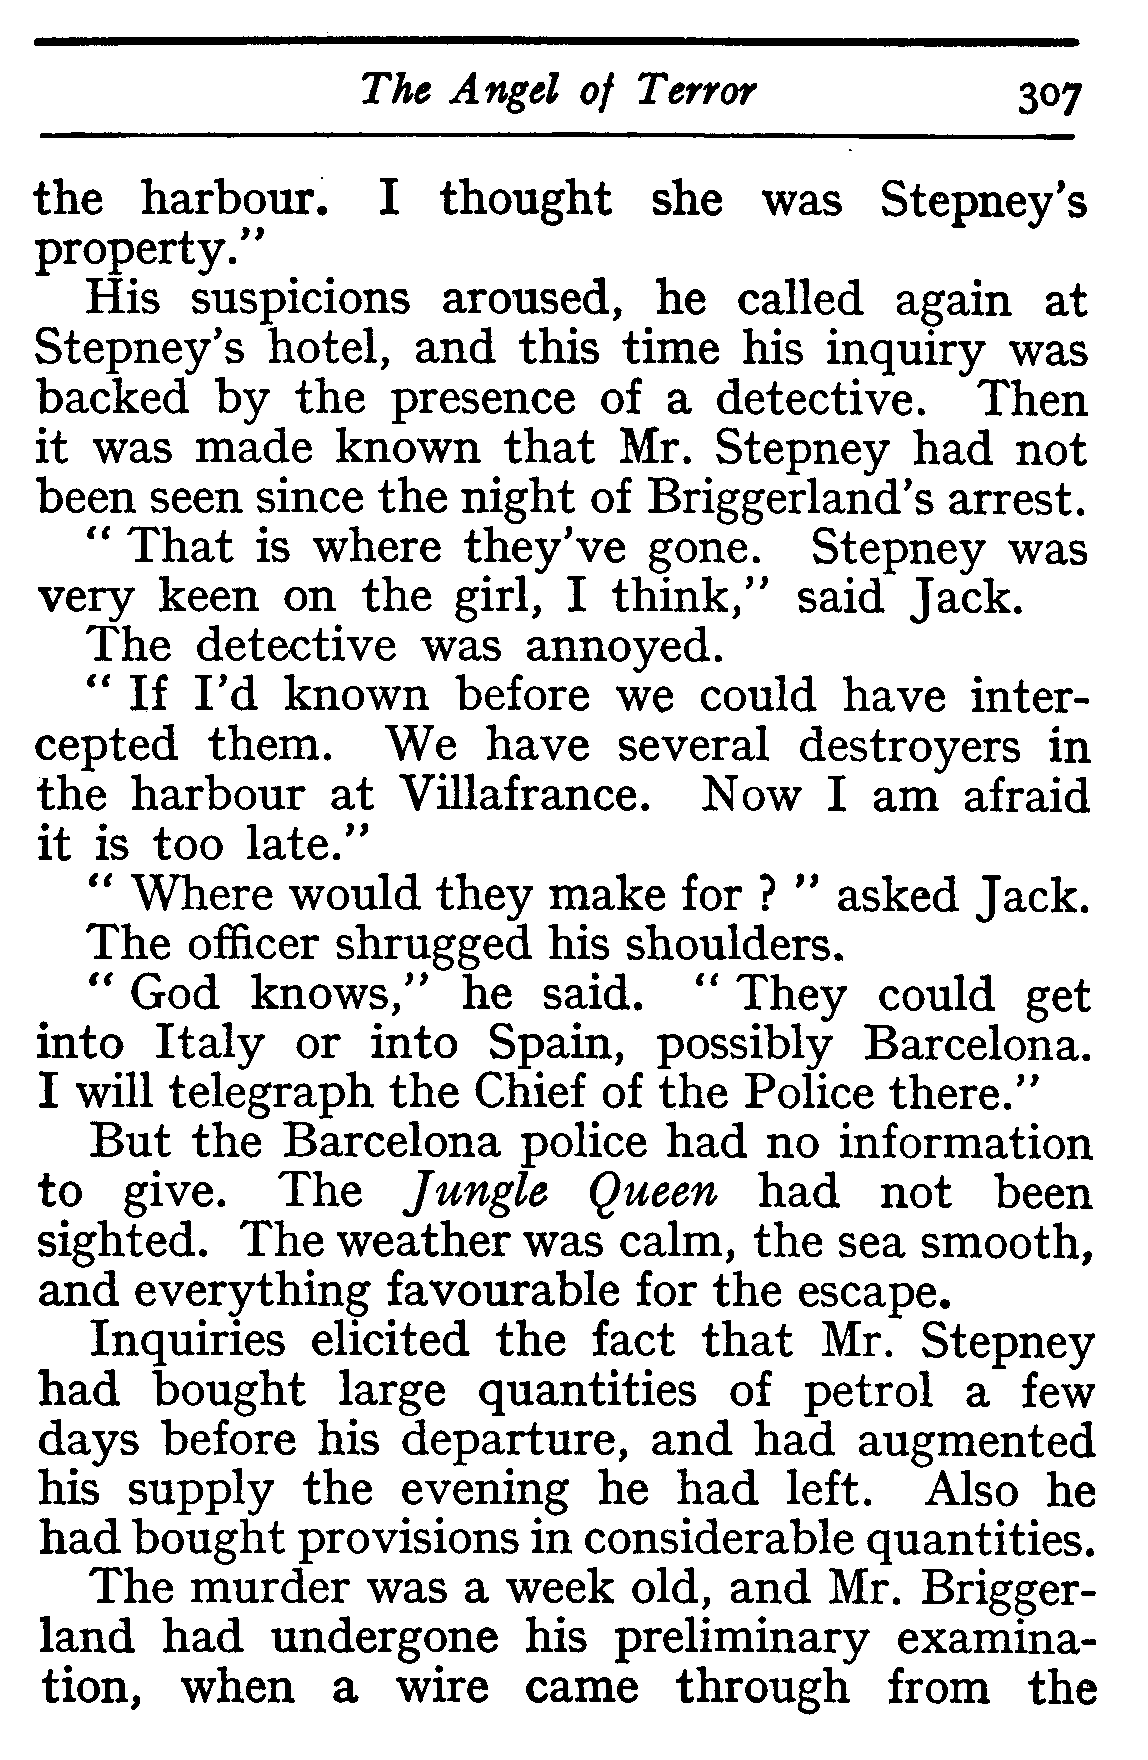 The Angel of Terror 307
the harbour. I thought she was Stepney's
property."
His suspicions aroused, he called again at
Stepney's hotel, and this time his inquiry was
backed by the presence of a detective. Then
it was made known that Mr. Stepney had not
been seen since the night of Briggerland's arrest.
" That is where they've gone. Stepney was
very keen on the girl, I think," said Jack.
The detective was annoyed.
" If I'd known before we could have inter-
cepted them. We have several destroyers in
the harbour at Villafrance. Now I am afraid
it is too late."
" Where would they make for ? " asked Jack.
The officer shrugged his shoulders.
" God knows," he said. " They could get
into Italy or into Spain, possibly Barcelona.
I will telegraph the Chief of the Police there."
But the Barcelona police had no information
to give. The Jungle Queen had not been
sighted. The weather was calm, the sea smooth,
and everything favourable for the escape.
Inquiries elicited the fact that Mr. Stepney
had bought large quantities of petrol a few
days before his departure, and had augmented
his supply the evening he had left. Also he
had bought provisions in considerable quantities.
The murder was a week old, and Mr. Brigger-
land had undergone his preliminary examina-
tion, when a wire came through from the